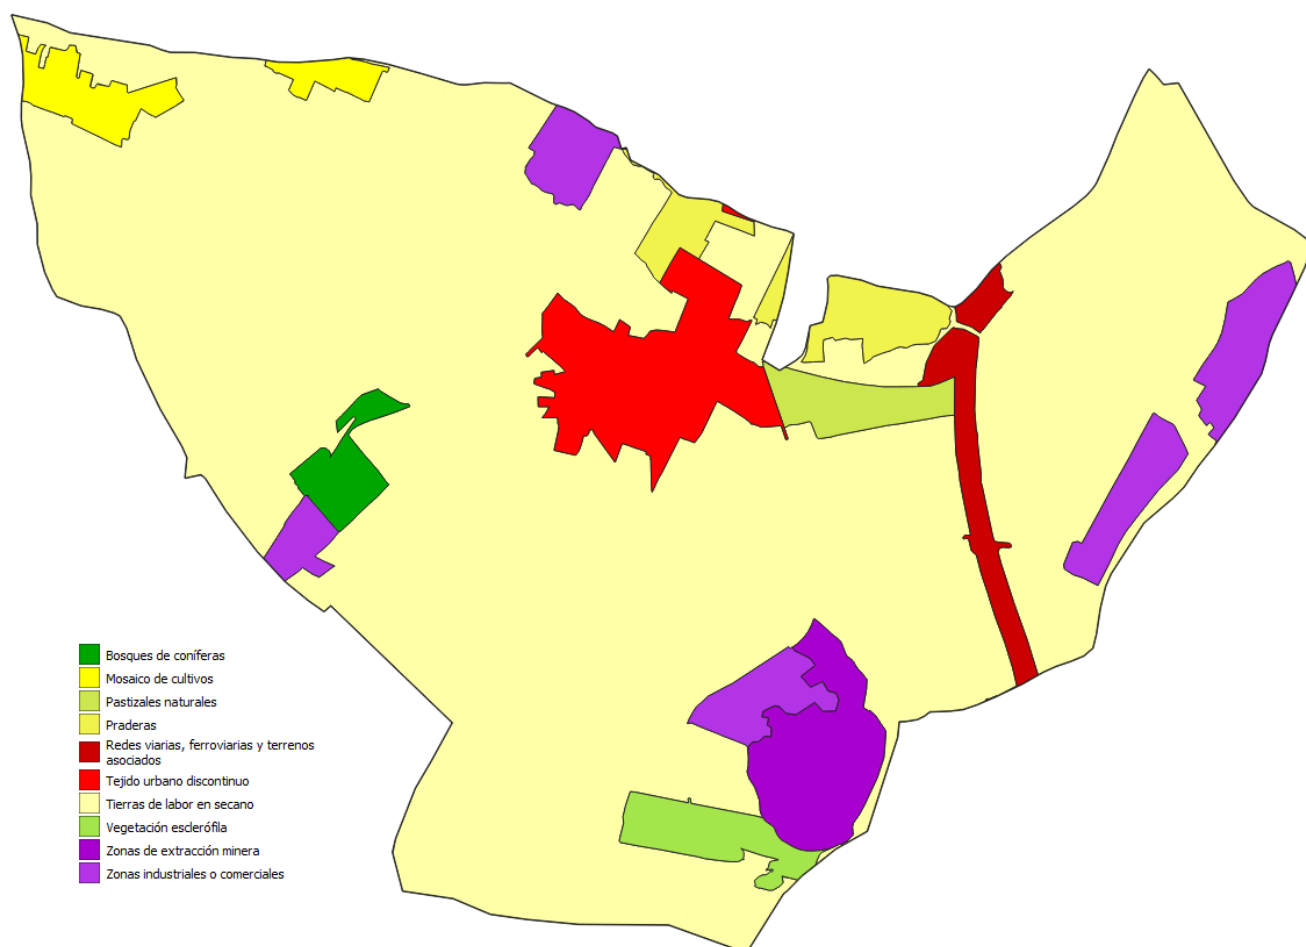 Bosques de coníferas
Mosaico de cultivos
Pastizales naturales
Praderas
Redes viarias, ferroviarias y terrenos
asociados
Tejido urbano discontinuo
Tierras de labor en secano
Vegetación esclerófila
Zonas de extracción minera
Zonas industriales o comerciales